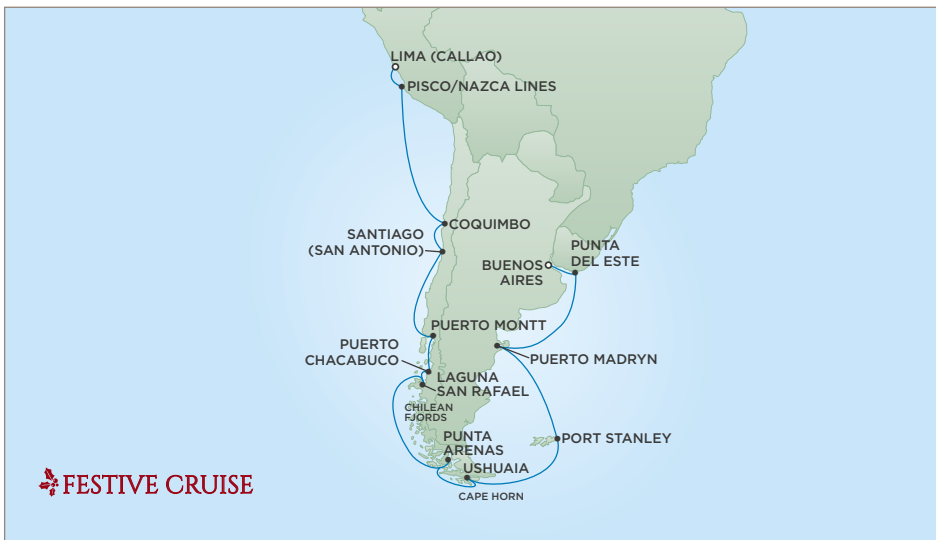 LIMA (CALLAO)
PISCO/NAZCA LINES
COQUIMBO
SANTIAGO
(SAN ANTONIO)
PUNTA
DEL ESTE
BUENOS
AIRES
PUERTO MONTT
PUERTO
CHACABUCO
PUERTO MADRYN
LAGUNA
SAN RAFAEL
CHILEAN
FJORDS
PUNTA
ARENAS
PORT STANLEY
USHUAIA
CAPE HORN
FESTIVE CRUISE